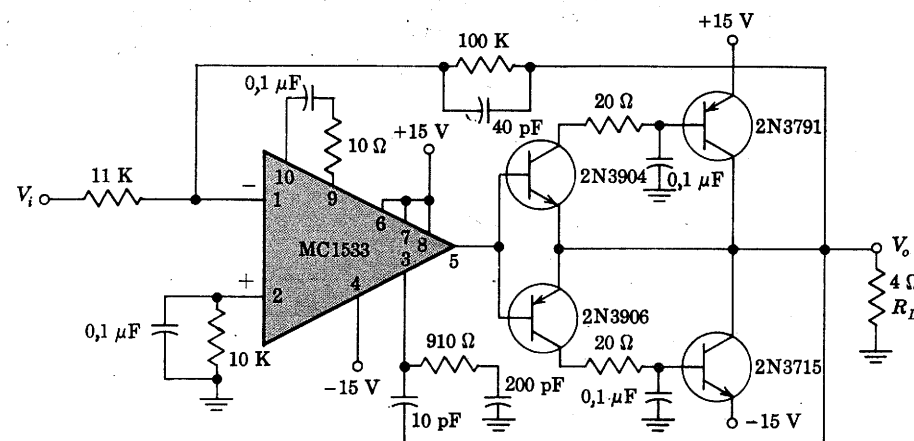 +15 V
100 K
0,1 μF
40 pF
20 Ω
2N3791
+15 V
10 Ω
2N3904
0,1 μF
11 K
V_i
−
10
1
9
6
7
8
MC1533
3
5
V_o
+
2
4
4 Ω
R_L
2N3906
0,1 μF
10 K
910 Ω
20 Ω
2N3715
−15 V
200 pF
0,1 μF
10 pF
−15 V